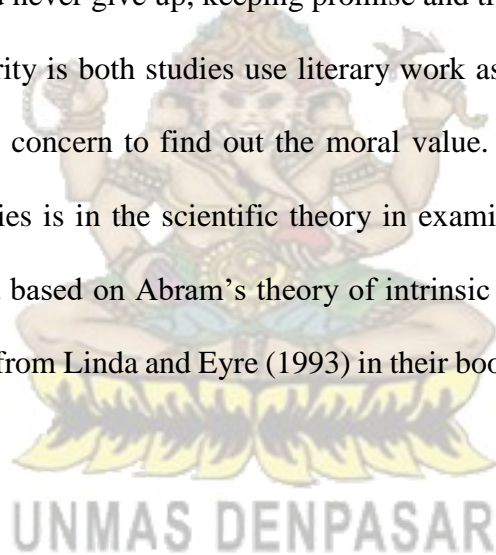 never give up, keeping promise and
rity is both studies use literary work as
concern to find out the moral value.
ies is in the scientific theory in exami
based on Abram's theory of intrinsic
from Linda and Eyre (1993) in their boo
UNMAS DENPASAR